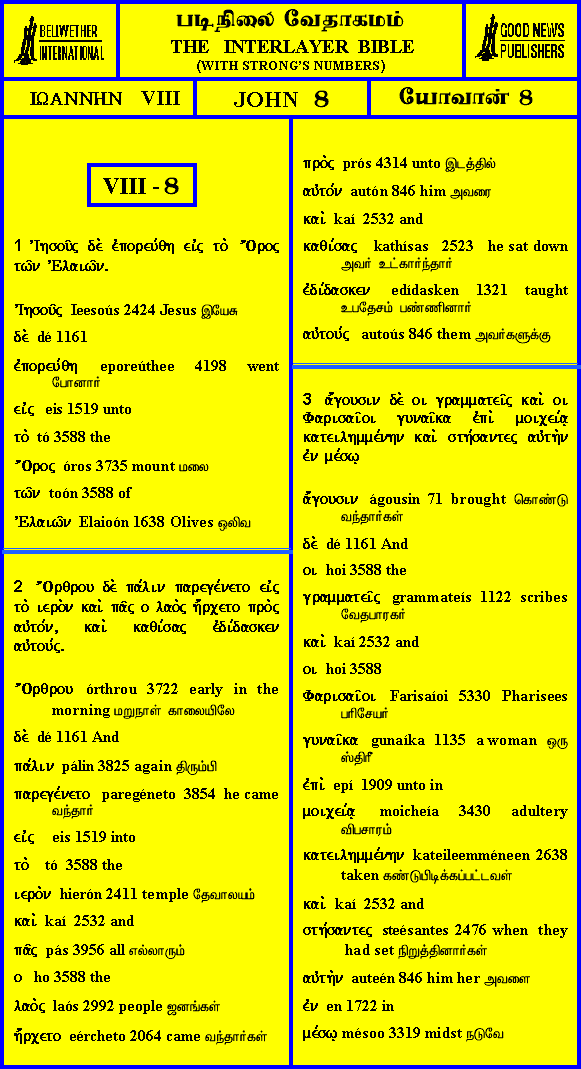 BELLWETHER
INTERNATIONAL
படிநிலை வேதாகமம்
THE INTERLAYER BIBLE
(WITH STRONG'S NUMBERS)
GOOD NEWS
PUBLISHERS
ΙΩΑΝΝΗΝ VIII
JOHN 8
யோவான் 8
VIII - 8
1 Ἰησοῦς δὲ ἐπορεύθη εἰς τὸ Ὄρος
τῶν Ἐλαιῶν.
Ἰησοῦς Ieesoús 2424 Jesus இயேசு
δὲ dé 1161
ἐπορεύθη eporeúthee 4198 went
போனார்
εἰς eis 1519 unto
τὸ tó 3588 the
Ὄρος óros 3735 mount மலை
τῶν toón 3588 of
Ἐλαιῶν Elaioón 1638 Olives ஒலிவ
2 Ὄρθρου δὲ πάλιν παρεγένετο εἰς
τὸ ιερὸν καὶ πᾶς ο λαὸς ἤρχετο πρὸς
αὐτόν, καὶ καθίσας ἐδίδασκεν
αὐτούς.
Ὄρθρου órthrou 3722 early in the
morning மறுநாள் காலையிலே
δὲ dé 1161 And
πάλιν pálin 3825 again திரும்பி
παρεγένετο paregéneto 3854 he came
வந்தார்
εἰς eis 1519 into
τὸ tó 3588 the
ιερὸν hierón 2411 temple தேவாலயம்
καὶ kaí 2532 and
πᾶς pás 3956 all எல்லாரும்
ο ho 3588 the
λαὸς laós 2992 people ஜனங்கள்
ἤρχετο eércheto 2064 came வந்தார்கள்
πρὸς prós 4314 unto இடத்தில்
αὐτόν autón 846 him அவரை
καὶ kaí 2532 and
καθίσας kathísas 2523 he sat down
அவர் உட்கார்ந்தார்
ἐδίδασκεν edídasken 1321 taught
உபதேசம் பண்ணினார்
αὐτούς autoús 846 them அவர்களுக்கு
3 ἄγουσιν δὲ οι γραμματεῖς καὶ οι
Φαρισαῖοι γυναῖκα ἐπὶ μοιχείᾳ
κατειλημμένην καὶ στήσαντες αὐτὴν
ἐν μέσῳ
ἄγουσιν ágousin 71 brought கொண்டு
வந்தார்கள்
δὲ dé 1161 And
οι hoi 3588 the
γραμματεῖς grammateís 1122 scribes
வேதபாரகர்
καὶ kaí 2532 and
οι hoi 3588
Φαρισαῖοι Farisaíoi 5330 Pharisees
பரிசேயர்
γυναῖκα gunaíka 1135 a woman ஒரு
ஸ்திரீ
ἐπὶ epí 1909 unto in
μοιχείᾳ moicheía 3430 adultery
விபசாரம்
κατειλημμένην kateileemméneen 2638
taken கண்டுபிடிக்கப்பட்டவள்
καὶ kaí 2532 and
στήσαντες steésantes 2476 when they
had set நிறுத்தினார்கள்
αὐτὴν auteén 846 him her அவளை
ἐν en 1722 in
μέσῳ mésoo 3319 midst நடுவே